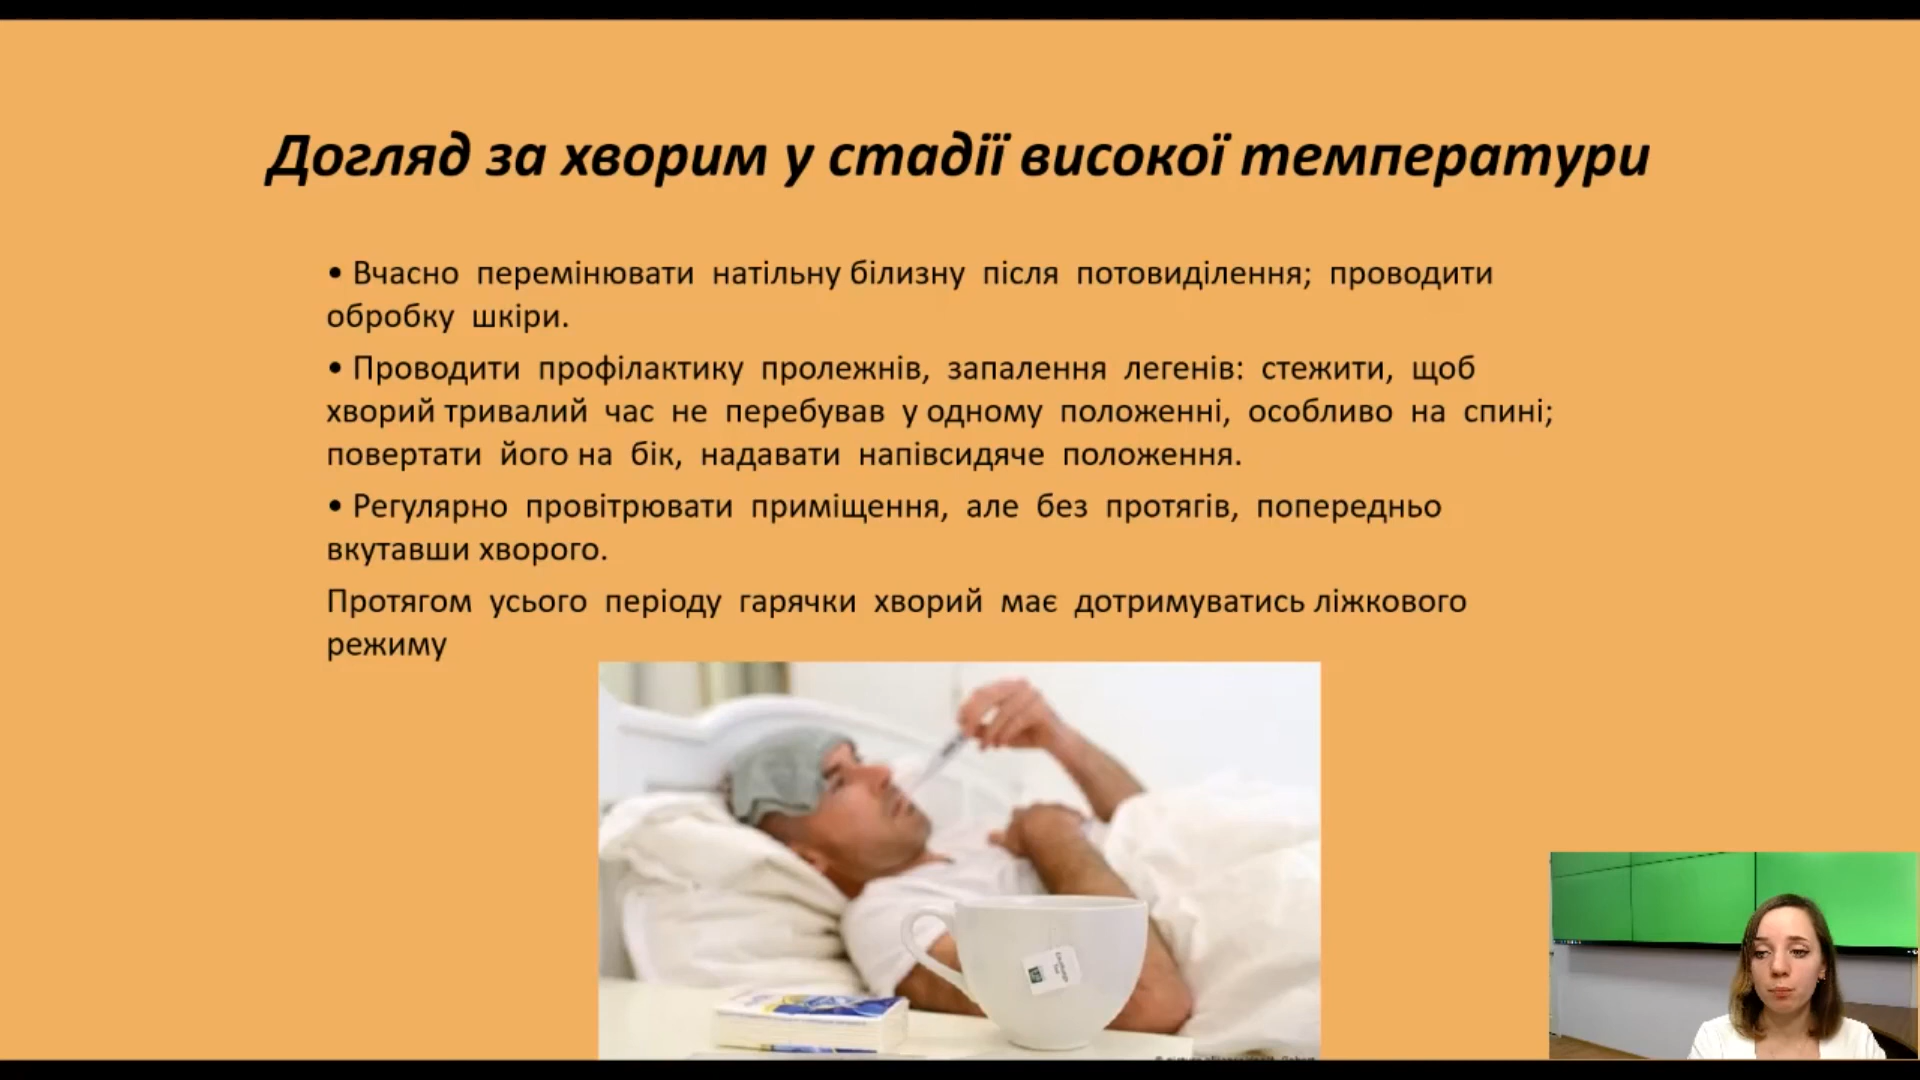 Догляд за хворим у стадії високої температури
• Вчасно перемінювати натільну білизну після потовиділення; проводити
обробку шкіри.
• Проводити профілактику пролежнів, запалення легенів: стежити, щоб
хворий тривалий час не перебував у одному положенні, особливо на спині;
повертати його на бік, надавати напівсидяче положення.
• Регулярно провітрювати приміщення, але без протягів, попередньо
вкутавши хворого.
Протягом усього періоду гарячки хворий має дотримуватись ліжкового
режиму